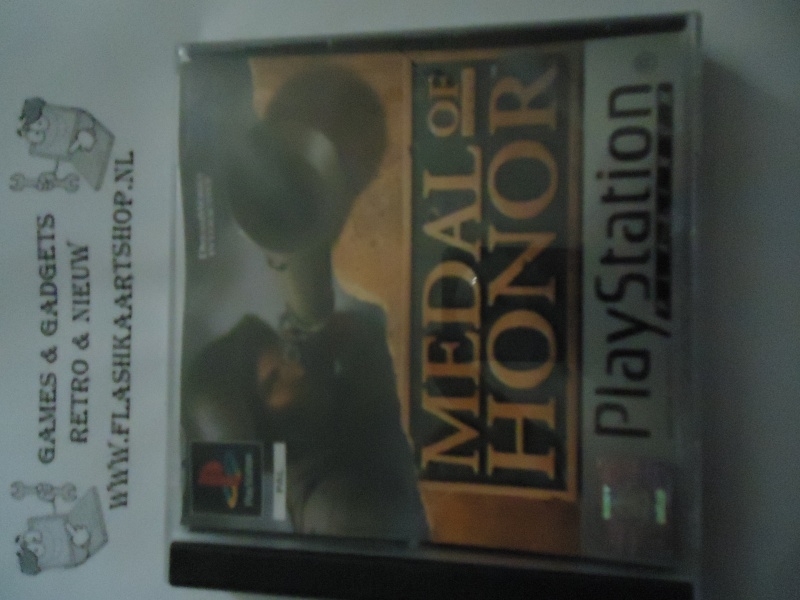 GAMES & GADGETS
RETRO & NIEUW
WWW.FLASHKAARTSHOP.NL
PAL
MEDAL OF
HONOR
PlayStation